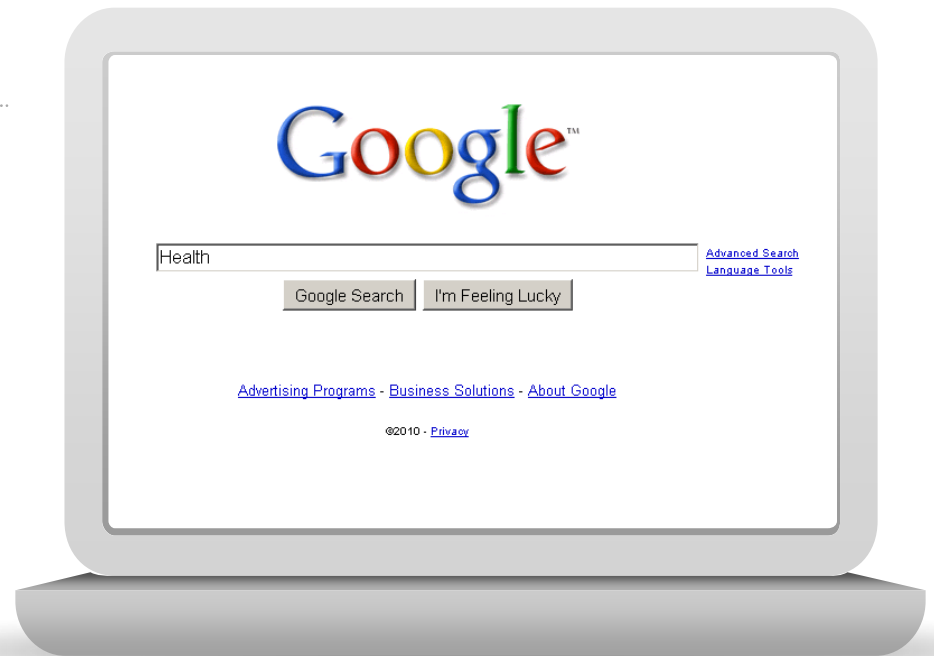 ..
Google™
Health
Advanced Search
Language Tools
Google Search I'm Feeling Lucky
Advertising Programs - Business Solutions - About Google
©2010 - Privacy